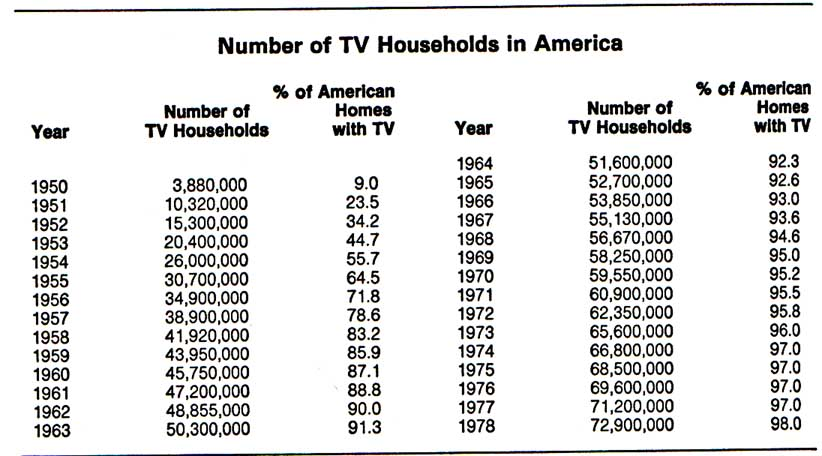 Number of TV Households in America
Year Number of TV Households % of American Homes with TV Year Number of TV Households % of American Homes with TV
1964 51,600,000 92.3
1950 3,880,000 9.0 1965 52,700,000 92.6
1951 10,320,000 23.5 1966 53,850,000 93.0
1952 15,300,000 34.2 1967 55,130,000 93.6
1953 20,400,000 44.7 1968 56,670,000 94.6
1954 26,000,000 55.7 1969 58,250,000 95.0
1955 30,700,000 64.5 1970 59,550,000 95.2
1956 34,900,000 71.8 1971 60,900,000 95.5
1957 38,900,000 78.6 1972 62,350,000 95.8
1958 41,920,000 83.2 1973 65,600,000 96.0
1959 43,950,000 85.9 1974 66,800,000 97.0
1960 45,750,000 87.1 1975 68,500,000 97.0
1961 47,200,000 88.8 1976 69,600,000 97.0
1962 48,855,000 90.0 1977 71,200,000 97.0
1963 50,300,000 91.3 1978 72,900,000 98.0